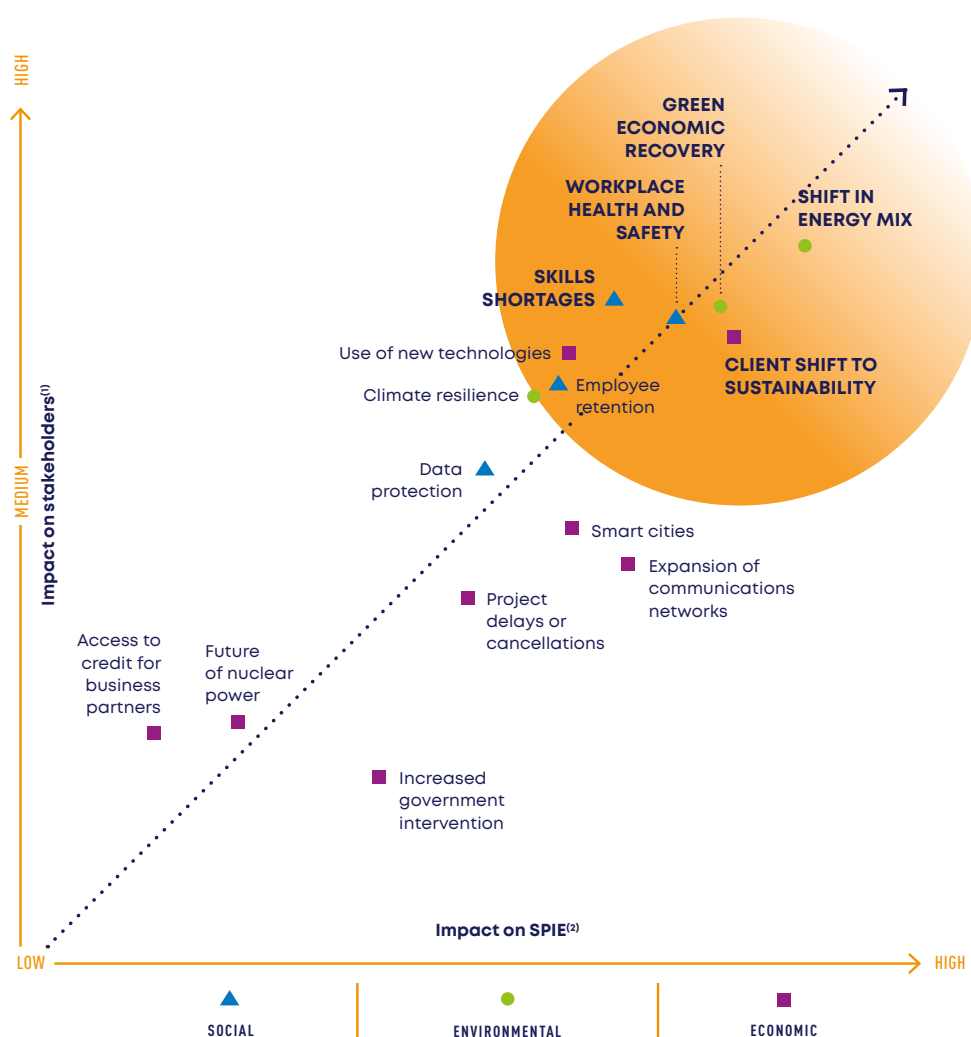 HIGH
GREEN
ECONOMIC
RECOVERY
WORKPLACE
HEALTH AND
SAFETY
SHIFT IN
ENERGY MIX
SKILLS
SHORTAGES
Use of new technologies
CLIENT SHIFT TO
SUSTAINABILITY
Climate resilience
Employee
retention
Data
protection
MEDIUM
Impact on stakeholders(1)
Smart cities
Expansion of
communications
networks
Project
delays or
cancellations
Access to
credit for
business
partners
Future
of nuclear
power
Increased
government
intervention
Impact on SPIE(2)
LOW
HIGH
SOCIAL
ENVIRONMENTAL
ECONOMIC